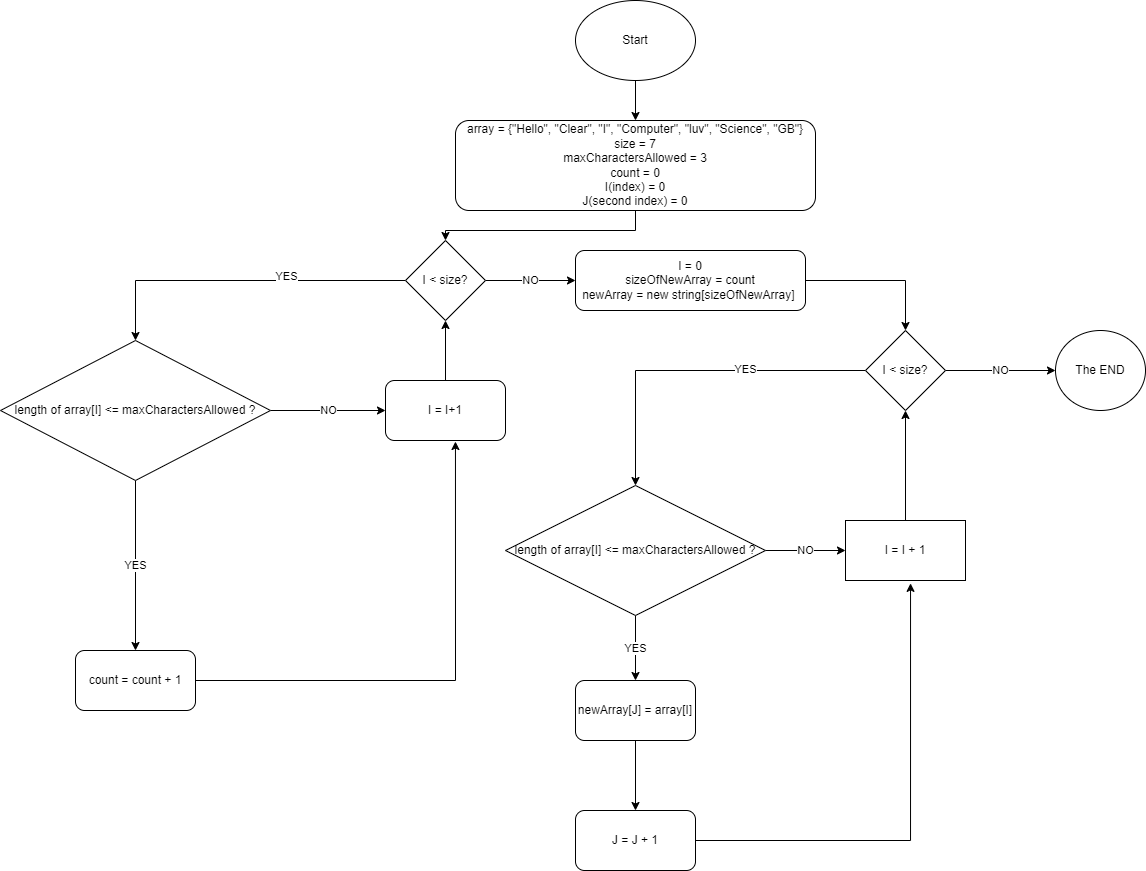 Start
array = {"Hello", "Clear", "I", "Computer", "luv", "Science", "GB"}
size = 7
maxCharactersAllowed = 3
count = 0
I(index) = 0
J(second index) = 0
I < size?
YES
NO
I = 0
sizeOfNewArray = count
newArray = new string[sizeOfNewArray]
length of array[I] <= maxCharactersAllowed ?
NO
I = I+1
YES
count = count + 1
I < size?
YES
NO
The END
length of array[I] <= maxCharactersAllowed ?
NO
I = I + 1
YES
newArray[J] = array[I]
J = J + 1